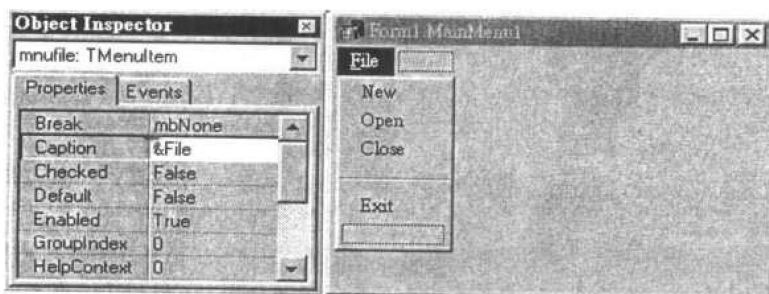 Object Inspector
mnufile: TMenuItem
Properties
Events
Break mbNone
Caption &File
Checked False
Default False
Enabled True
GroupIndex 0
HelpContext 0
Form1.MainMenu1
File
New
Open
Close
Exit